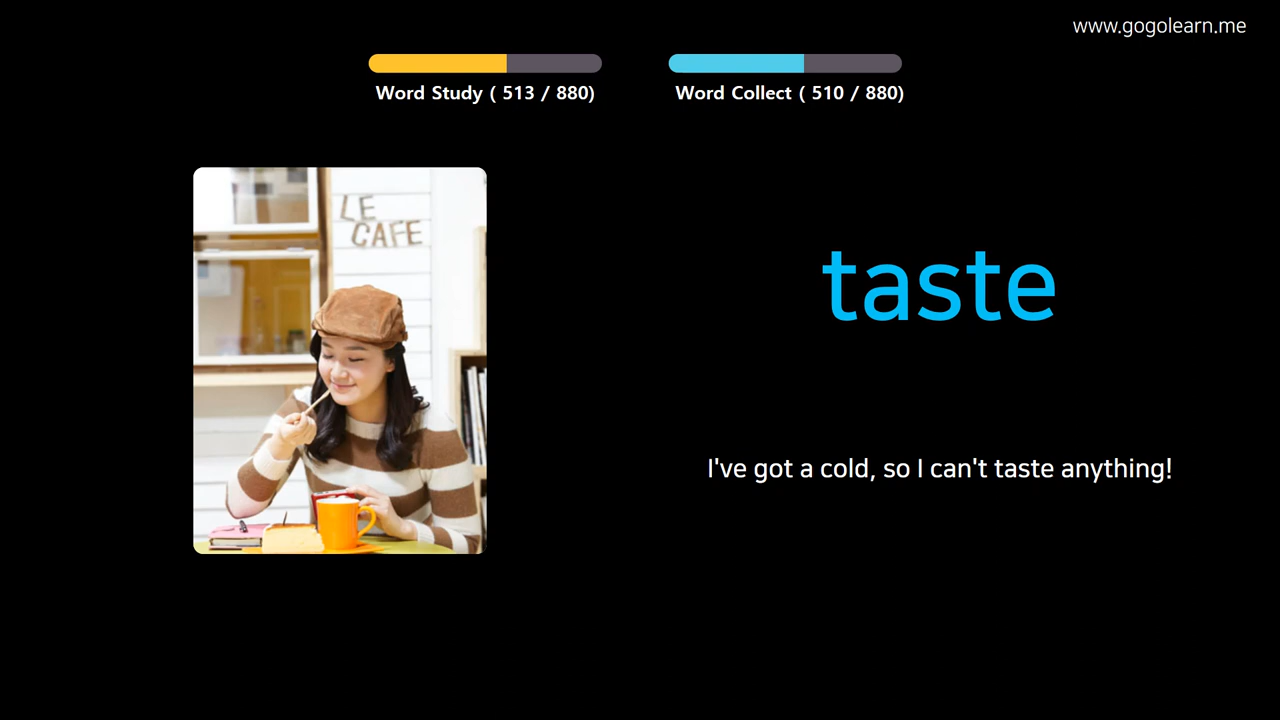 www.gogolearn.me
Word Study ( 513 / 880)
Word Collect ( 510 / 880)
LE
CAFE
taste
I've got a cold, so I can't taste anything!